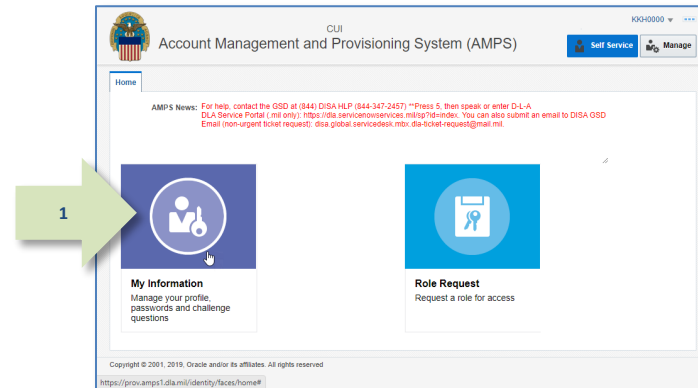 CUI
Account Management and Provisioning System (AMPS)
KKH0000
Self Service
Manage
Home
AMPS News: For help, contact the GSD at (844) DISA HLP (844-347-2457) **Press 5, then speak or enter D-L-A
DLA Service Portal (.mil only): https://dla.servicenowservices.mil/sp?id=index. You can also submit an email to DISA GSD
Email (non-urgent ticket request): disa.global.servicedesk.mbx.dla-ticket-request@mail.mil.
1
My Information
Manage your profile,
passwords and challenge
questions
Role Request
Request a role for access
Copyright © 2001, 2019, Oracle and/or its affiliates. All rights reserved
https://prov.amps1.dla.mil/identity/faces/home#